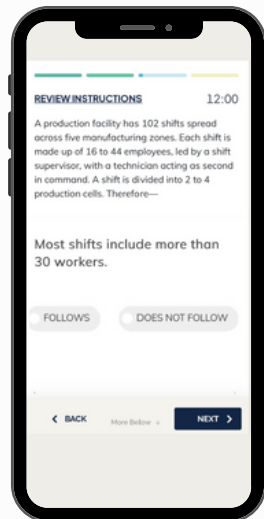 REVIEW INSTRUCTIONS 12:00
A production facility has 102 shifts spread
across five manufacturing zones. Each shift is
made up of 16 to 44 employees, led by a shift
supervisor, with a technician acting as second
in command. A shift is divided into 2 to 4
production cells. Therefore—
Most shifts include more than
30 workers.
FOLLOWS DOES NOT FOLLOW
BACK More Below NEXT